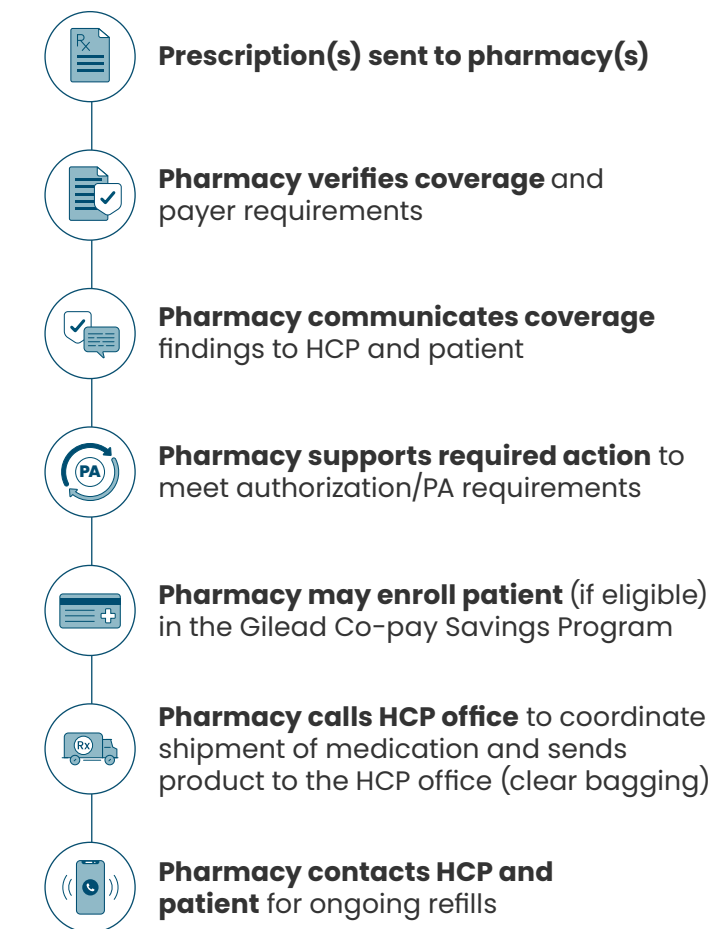 Rx
Prescription(s) sent to pharmacy(s)
Pharmacy verifies coverage and
payer requirements
Pharmacy communicates coverage
findings to HCP and patient
PA
Pharmacy supports required action to
meet authorization/PA requirements
Pharmacy may enroll patient (if eligible)
in the Gilead Co-pay Savings Program
Rx
Pharmacy calls HCP office to coordinate
shipment of medication and sends
product to the HCP office (clear bagging)
Pharmacy contacts HCP and
patient for ongoing refills